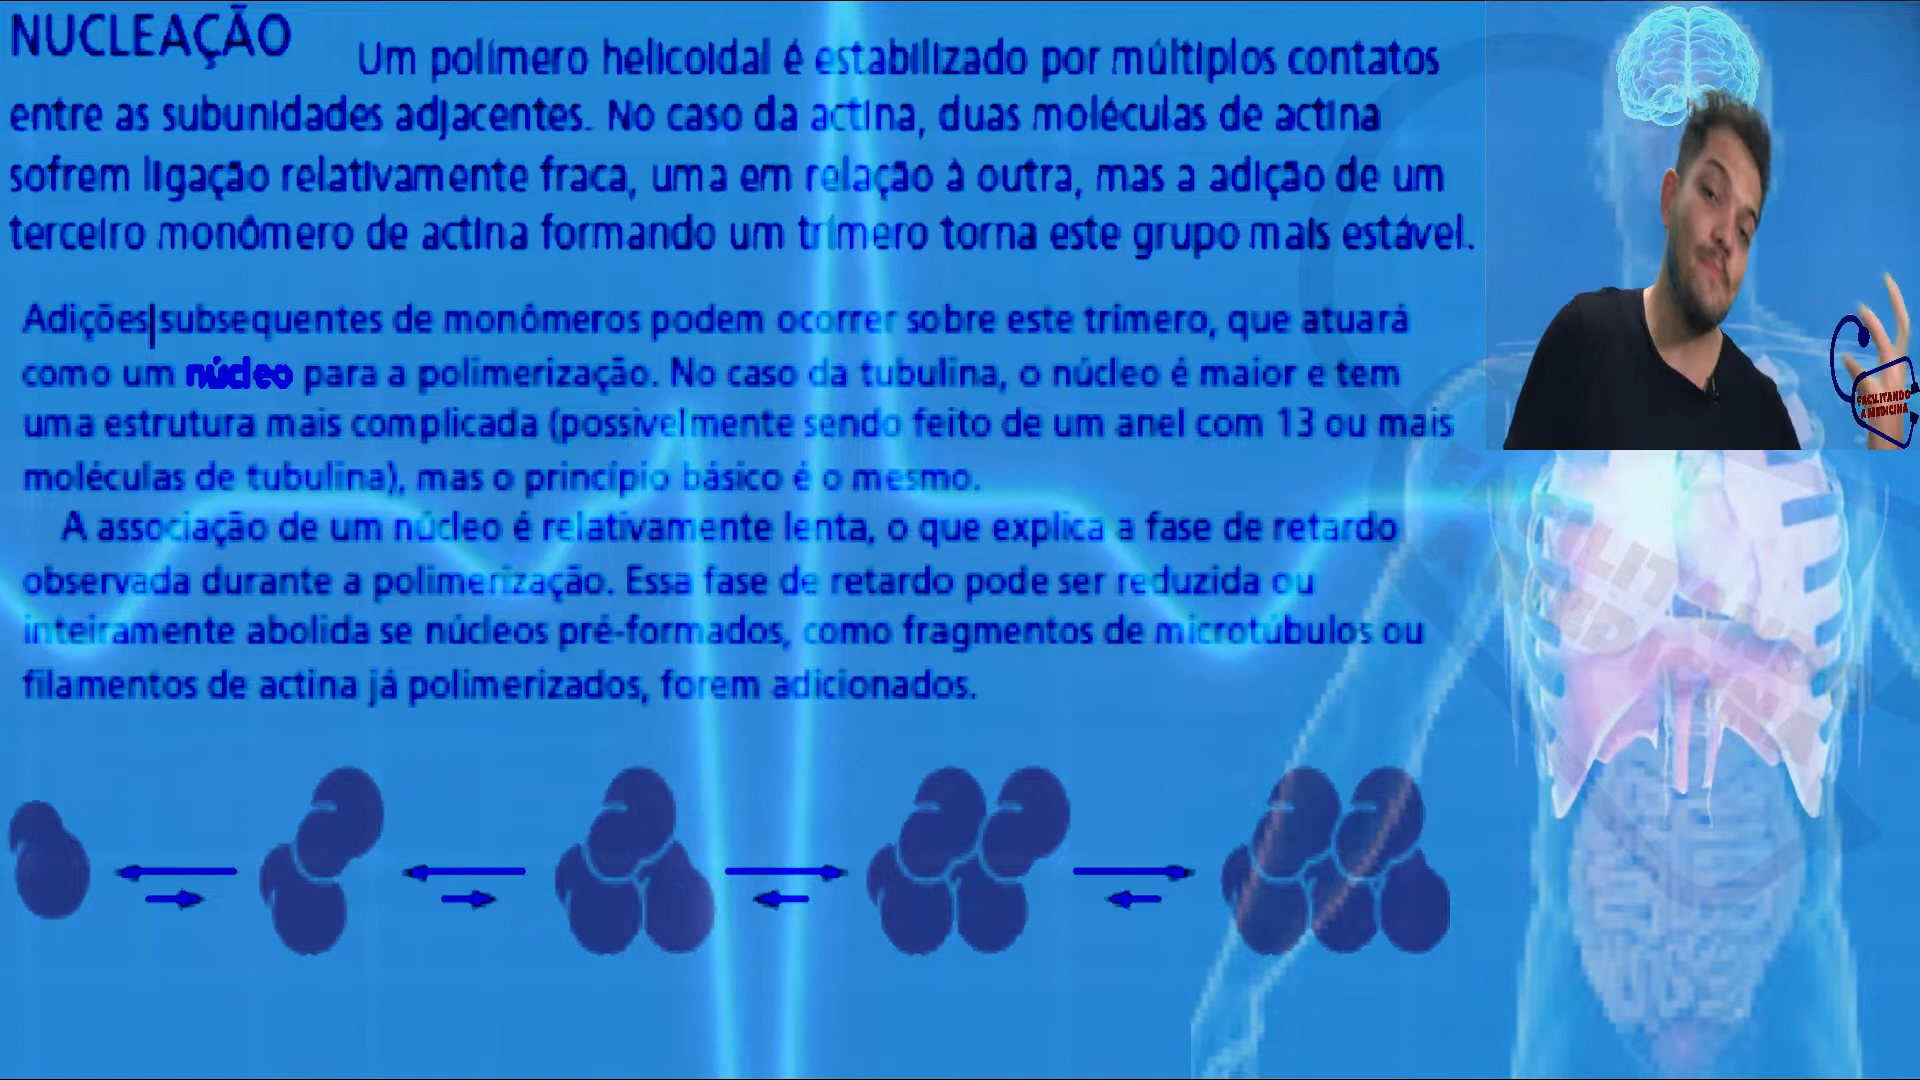 NUCLEAÇÃO
Um polímero helicoidal é estabilizado por múltiplos contatos
entre as subunidades adjacentes. No caso da actina, duas moléculas de actina
sofrem ligação relativamente fraca, uma em relação à outra, mas a adição de um
terceiro monômero de actina formando um trímero torna este grupo mais estável.
Adições subsequentes de monômeros podem ocorrer sobre este trímero, que atuará
como um núcleo para a polimerização. No caso da tubulina, o núcleo é maior e tem
uma estrutura mais complicada (possivelmente sendo feito de um anel com 13 ou mais
moléculas de tubulina), mas o princípio básico é o mesmo.
A associação de um núcleo é relativamente lenta, o que explica a fase de retardo
observada durante a polimerização. Essa fase de retardo pode ser reduzida ou
inteiramente abolida se núcleos pré-formados, como fragmentos de microtúbulos ou
filamentos de actina já polimerizados, forem adicionados.
FACILITANDO
A MEDICINA
FACILITANDO
A MEDICINA